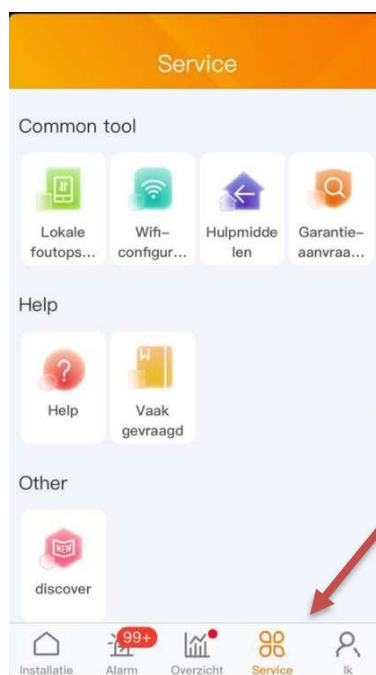 Service
Common tool
Lokale
foutops...
Wifi-
configur...
Hulpmidde
len
Garantie-
aanvraa...
Help
Help
Vaak
gevraagd
Other
NEW
discover
99+
Installatie
Alarm
Overzicht
Service
Ik